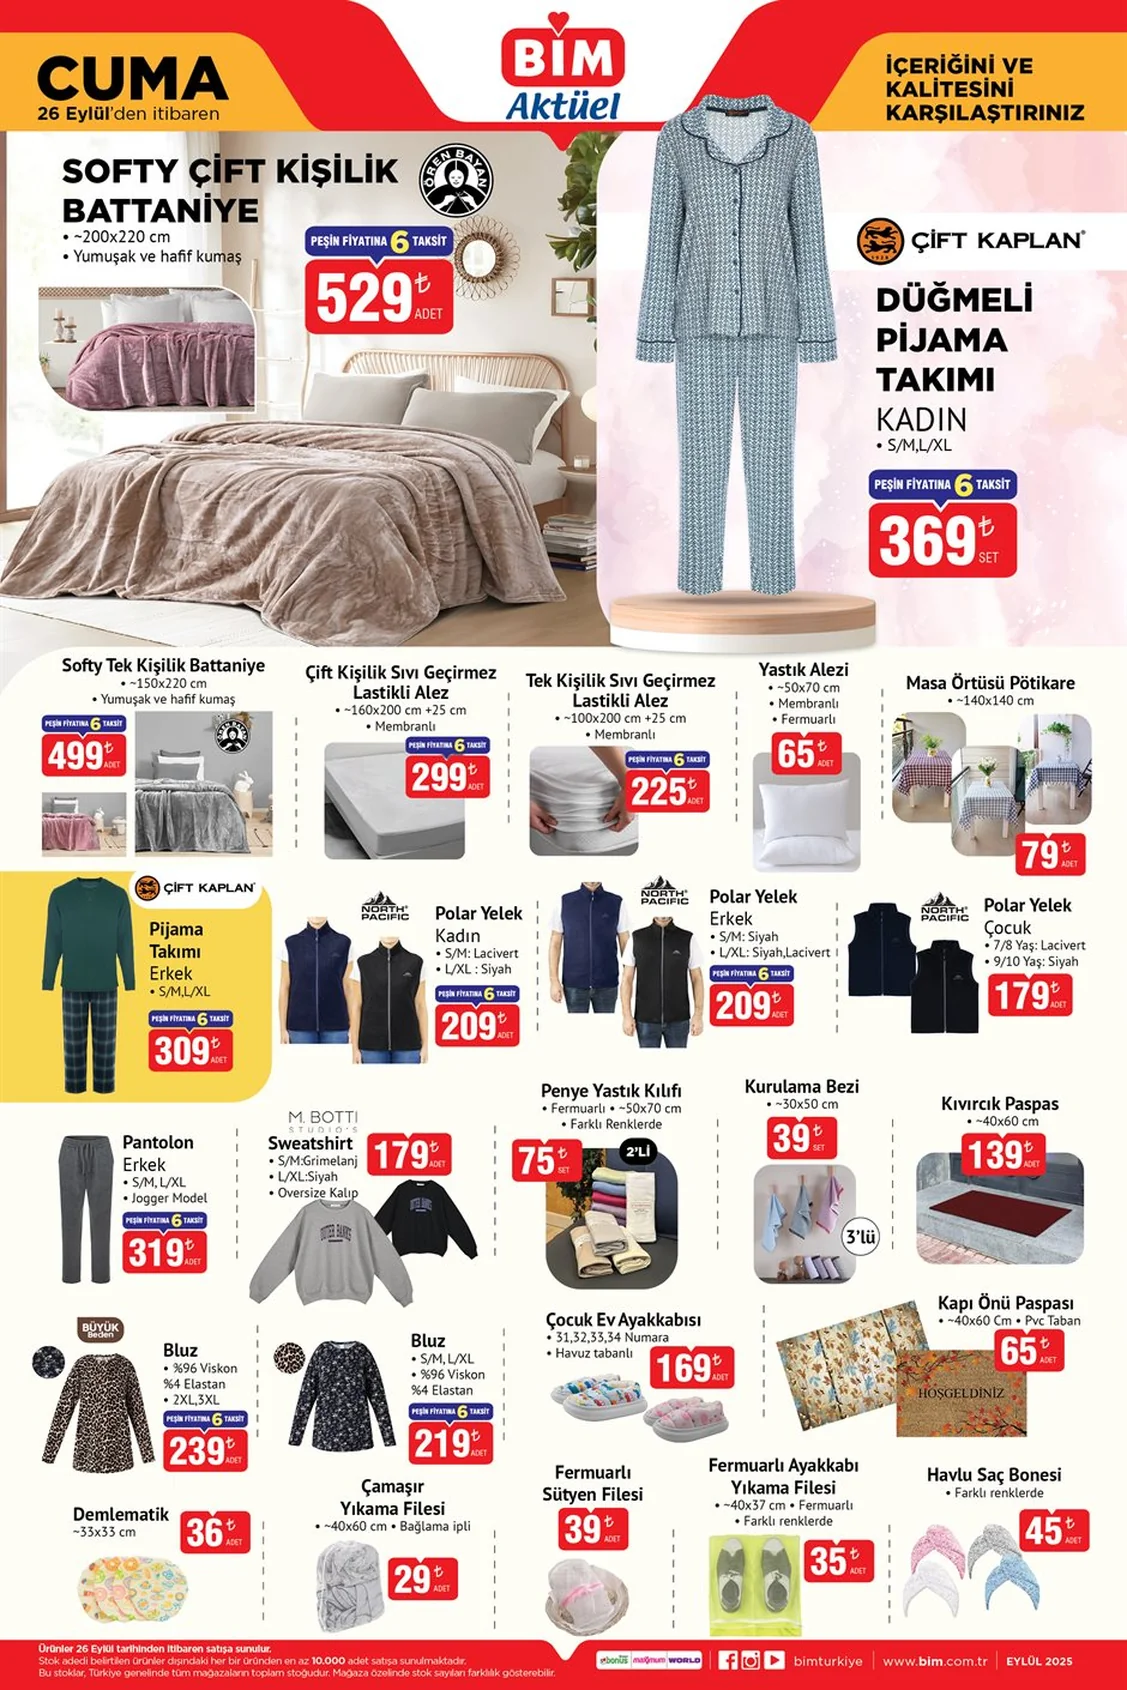 CUMA
26 Eylül'den itibaren
BİM
Aktüel
İÇERİĞİNİ VE
KALİTESİNİ
KARŞILAŞTIRINIZ
SOFTY ÇİFT KİŞİLİK
BATTANİYE
• ~200x220 cm
• Yumuşak ve hafif kumaş
ÖREN BAYAN
PEŞİN FİYATINA 6 TAKSİT
529₺
ADET
ÇİFT KAPLAN®
DÜĞMELİ
PİJAMA
TAKIMI
KADIN
• S/M,L/XL
PEŞİN FİYATINA 6 TAKSİT
369₺
SET
Softy Tek Kişilik Battaniye
• ~150x220 cm
• Yumuşak ve hafif kumaş
PEŞİN FİYATINA 6 TAKSİT
499₺
ADET
ÖREN BAYAN
Çift Kişilik Sıvı Geçirmez
Lastikli Alez
• ~160x200 cm +25 cm
• Membranlı
PEŞİN FİYATINA 6 TAKSİT
299₺
ADET
Tek Kişilik Sıvı Geçirmez
Lastikli Alez
• ~100x200 cm +25 cm
• Membranlı
PEŞİN FİYATINA 6 TAKSİT
225₺
ADET
Yastık Alezi
• ~50x70 cm
• Membranlı
• Fermuarlı
65₺
ADET
Masa Örtüsü Pötikare
• ~140x140 cm
79₺
ADET
ÇİFT KAPLAN®
Pijama
Takımı
Erkek
• S/M,L/XL
PEŞİN FİYATINA 6 TAKSİT
309₺
ADET
NORTH
PACIFIC
Polar Yelek
Kadın
• S/M: Lacivert
• L/XL : Siyah
PEŞİN FİYATINA 6 TAKSİT
209₺
ADET
NORTH
PACIFIC
Polar Yelek
Erkek
• S/M: Siyah
• L/XL: Siyah,Lacivert
PEŞİN FİYATINA 6 TAKSİT
209₺
ADET
NORTH
PACIFIC
Polar Yelek
Çocuk
• 7/8 Yaş: Lacivert
• 9/10 Yaş: Siyah
179₺
ADET
Pantolon
Erkek
• S/M, L/XL
• Jogger Model
PEŞİN FİYATINA 6 TAKSİT
319₺
ADET
M. BOTTI
STUDIO'S
Sweatshirt
• S/M:Grimelanj
• L/XL:Siyah
• Oversize Kalıp
179₺
ADET
OUTER BANKS
OUTER BANKS
Penye Yastık Kılıfı
• Fermuarlı • ~50x70 cm
• Farklı Renklerde
75₺
SET
2'Lİ
Kurulama Bezi
• ~30x50 cm
39₺
SET
3'lü
Kıvırcık Paspas
• ~40x60 cm
139₺
ADET
BÜYÜK
Beden
Bluz
• %96 Viskon
%4 Elastan
• 2XL,3XL
PEŞİN FİYATINA 6 TAKSİT
239₺
ADET
Bluz
• S/M, L/XL
• %96 Viskon
%4 Elastan
PEŞİN FİYATINA 6 TAKSİT
219₺
ADET
Çocuk Ev Ayakkabısı
• 31,32,33,34 Numara
• Havuz tabanlı
169₺
ADET
Kapı Önü Paspası
• ~40x60 Cm • Pvc Taban
65₺
ADET
HOŞGELDİNİZ
Demlematik
~33x33 cm
36₺
ADET
Çamaşır
Yıkama Filesi
• ~40x60 cm • Bağlama ipli
29₺
ADET
Fermuarlı
Sütyen Filesi
39₺
ADET
Fermuarlı Ayakkabı
Yıkama Filesi
• ~40x37 cm • Fermuarlı
• Farklı renklerde
35₺
ADET
Havlu Saç Bonesi
• Farklı renklerde
45₺
ADET
Ürünler 26 Eylül tarihinden itibaren satışa sunulur.
Stok adedi belirtilen ürünler dışındaki her bir üründen en az 10.000 adet satışa sunulmaktadır.
Bu stoklar, Türkiye genelinde tüm mağazaların toplam stoğudur. Mağaza özelinde stok sayıları farklılık gösterebilir.
bonus maximum WORLD
bimturkiye
www.bim.com.tr
EYLÜL 2025